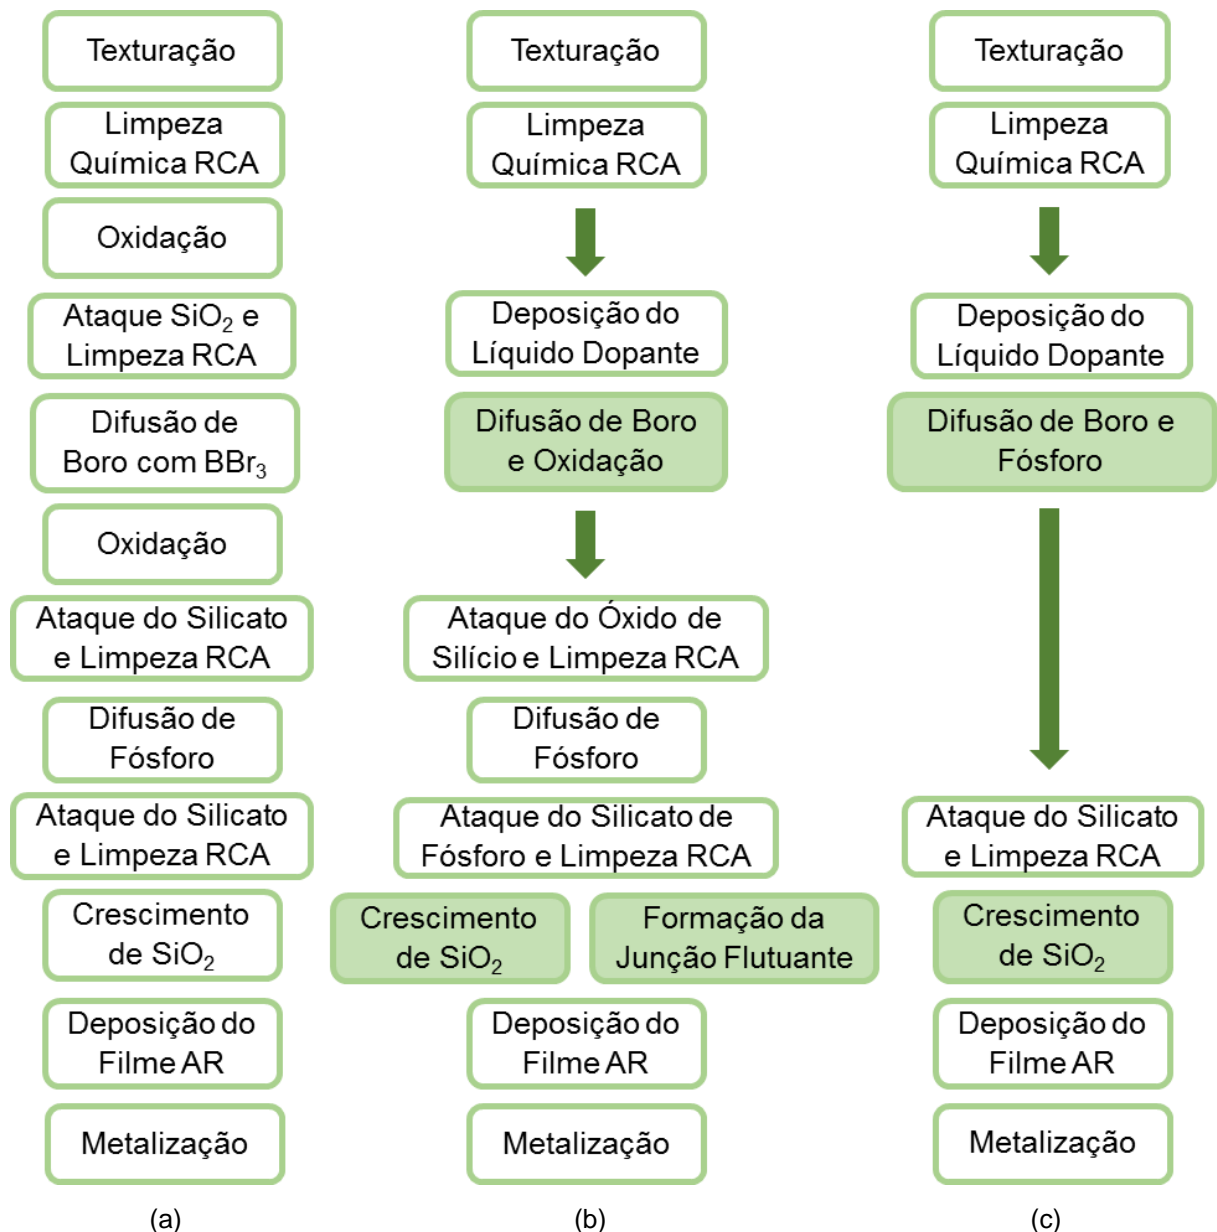 Texturação
Limpeza
Química RCA
Oxidação
Ataque SiO₂ e
Limpeza RCA
Difusão de
Boro com BBr₃
Oxidação
Ataque do Silicato
e Limpeza RCA
Difusão de
Fósforo
Ataque do Silicato
e Limpeza RCA
Crescimento
de SiO₂
Deposição do
Filme AR
Metalização
(a)
Texturação
Limpeza
Química RCA
Deposição do
Líquido Dopante
Difusão de Boro
e Oxidação
Ataque do Óxido de
Silício e Limpeza RCA
Difusão de
Fósforo
Ataque do Silicato de
Fósforo e Limpeza RCA
Crescimento
de SiO₂
Formação da
Junção Flutuante
Deposição do
Filme AR
Metalização
(b)
Texturação
Limpeza
Química RCA
Deposição do
Líquido Dopante
Difusão de Boro e
Fósforo
Ataque do Silicato
e Limpeza RCA
Crescimento
de SiO₂
Deposição do
Filme AR
Metalização
(c)